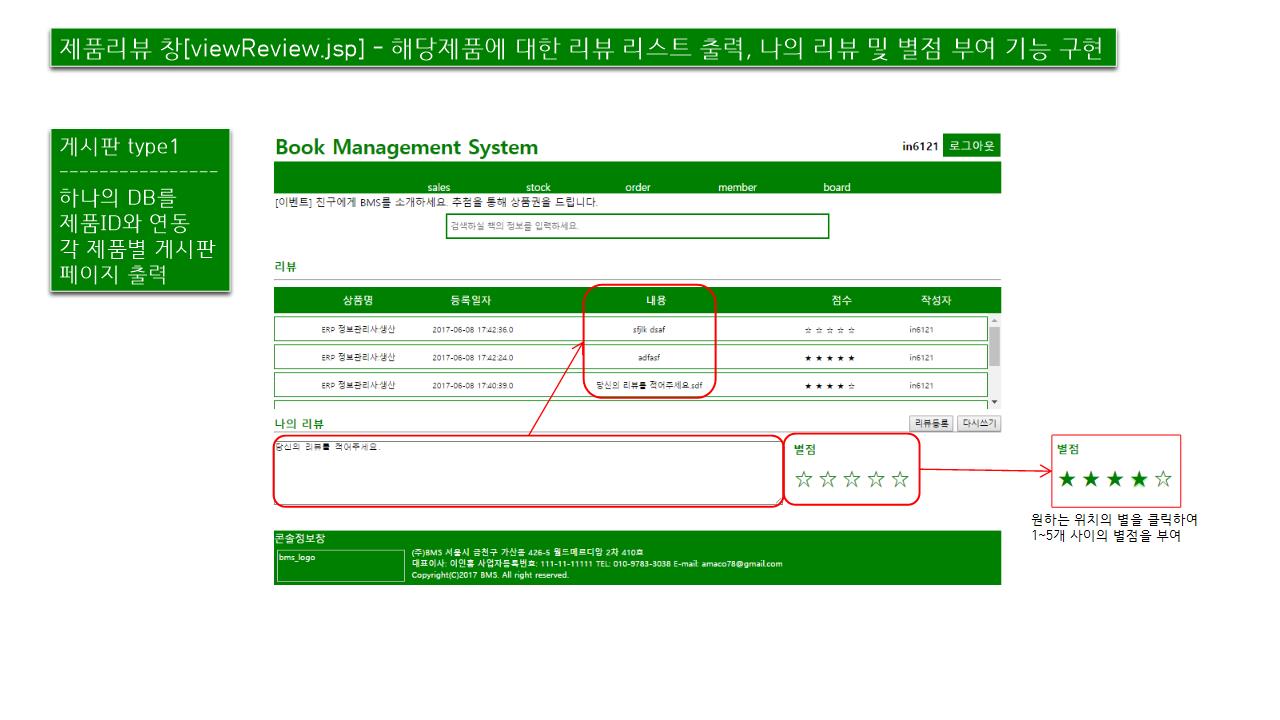 제품리뷰 창[viewReview.jsp] - 해당제품에 대한 리뷰 리스트 출력, 나의 리뷰 및 별점 부여 기능 구현
게시판 type1
----------------
하나의 DB를
제품ID와 연동
각 제품별 게시판
페이지 출력
Book Management System
in6121 로그아웃
sales stock order member board
[이벤트] 친구에게 BMS를 소개하세요. 추첨을 통해 상품권을 드립니다.
검색하실 책의 정보를 입력하세요.
리뷰
상품명 등록일자 내용 점수 작성자
ERP 정보관리사생산 2017-06-08 17:42:36.0 sfjlk dsaf ☆ ☆ ☆ ☆ ☆ in6121
ERP 정보관리사생산 2017-06-08 17:42:24.0 adfasf ★ ★ ★ ★ ★ in6121
ERP 정보관리사생산 2017-06-08 17:40:39.0 당신의 리뷰를 적어주세요.sdf ★ ★ ★ ★ ☆ in6121
나의 리뷰 리뷰등록 다시쓰기
당신의 리뷰를 적어주세요.
별점
☆ ☆ ☆ ☆ ☆
별점
★ ★ ★ ★ ☆
원하는 위치의 별을 클릭하여
1~5개 사이의 별점을 부여
콘솔정보창
bms_logo
(주)BMS 서울시 금천구 가산동 426-5 월드메르디앙 2차 410호
대표이사: 이인홍 사업자등록번호: 111-11-11111 TEL: 010-9783-3038 E-mail: amaco78@gmail.com
Copyright(C)2017 BMS. All right reserved.